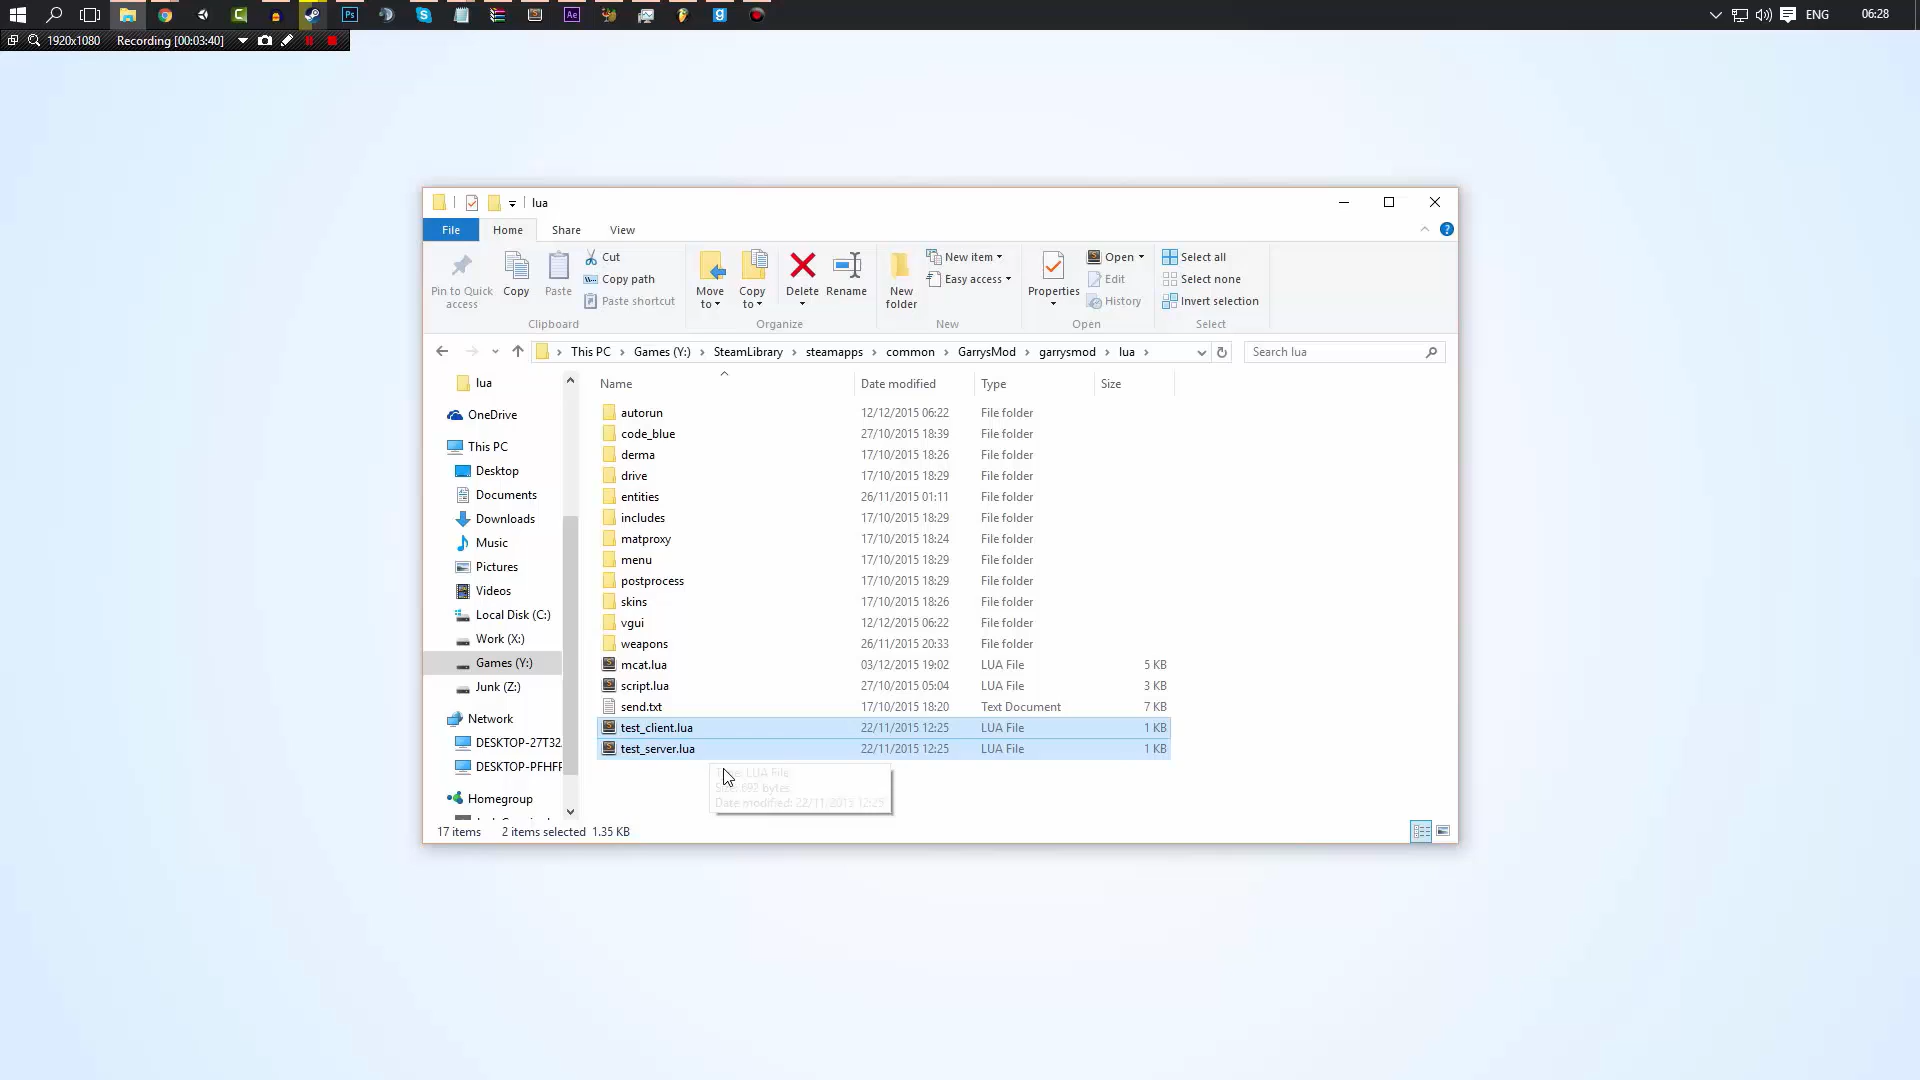 ENG
06:28
1920x1080
Recording [00:03:40]
lua
File
Home
Share
View
Pin to Quick access
Copy
Paste
Cut
Copy path
Paste shortcut
Clipboard
Move to
Copy to
Delete
Rename
Organize
New folder
New item
Easy access
New
Properties
Open
Edit
History
Open
Select all
Select none
Invert selection
Select
This PC
Games (Y:)
SteamLibrary
steamapps
common
GarrysMod
garrysmod
lua
Search lua
lua
OneDrive
This PC
Desktop
Documents
Downloads
Music
Pictures
Videos
Local Disk (C:)
Work (X:)
Games (Y:)
Junk (Z:)
Network
DESKTOP-27T32
DESKTOP-PFHFF
Homegroup
Name Date modified Type Size
autorun 12/12/2015 06:22 File folder
code_blue 27/10/2015 18:39 File folder
derma 17/10/2015 18:26 File folder
drive 17/10/2015 18:29 File folder
entities 26/11/2015 01:11 File folder
includes 17/10/2015 18:29 File folder
matproxy 17/10/2015 18:24 File folder
menu 17/10/2015 18:29 File folder
postprocess 17/10/2015 18:29 File folder
skins 17/10/2015 18:26 File folder
vgui 12/12/2015 06:22 File folder
weapons 26/11/2015 20:33 File folder
mcat.lua 03/12/2015 19:02 LUA File 5 KB
script.lua 27/10/2015 05:04 LUA File 3 KB
send.txt 17/10/2015 18:20 Text Document 7 KB
test_client.lua 22/11/2015 12:25 LUA File 1 KB
test_server.lua 22/11/2015 12:25 LUA File 1 KB
LUA File
692 bytes
Date modified: 22/11/2015 12:25
17 items
2 items selected 1.35 KB